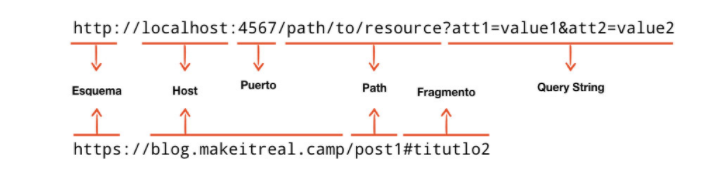 http://localhost:4567/path/to/resource?att1=value1&att2=value2
Esquema Host Puerto Path Fragmento Query String
https://blog.makeitreal.camp/post1#titutlo2